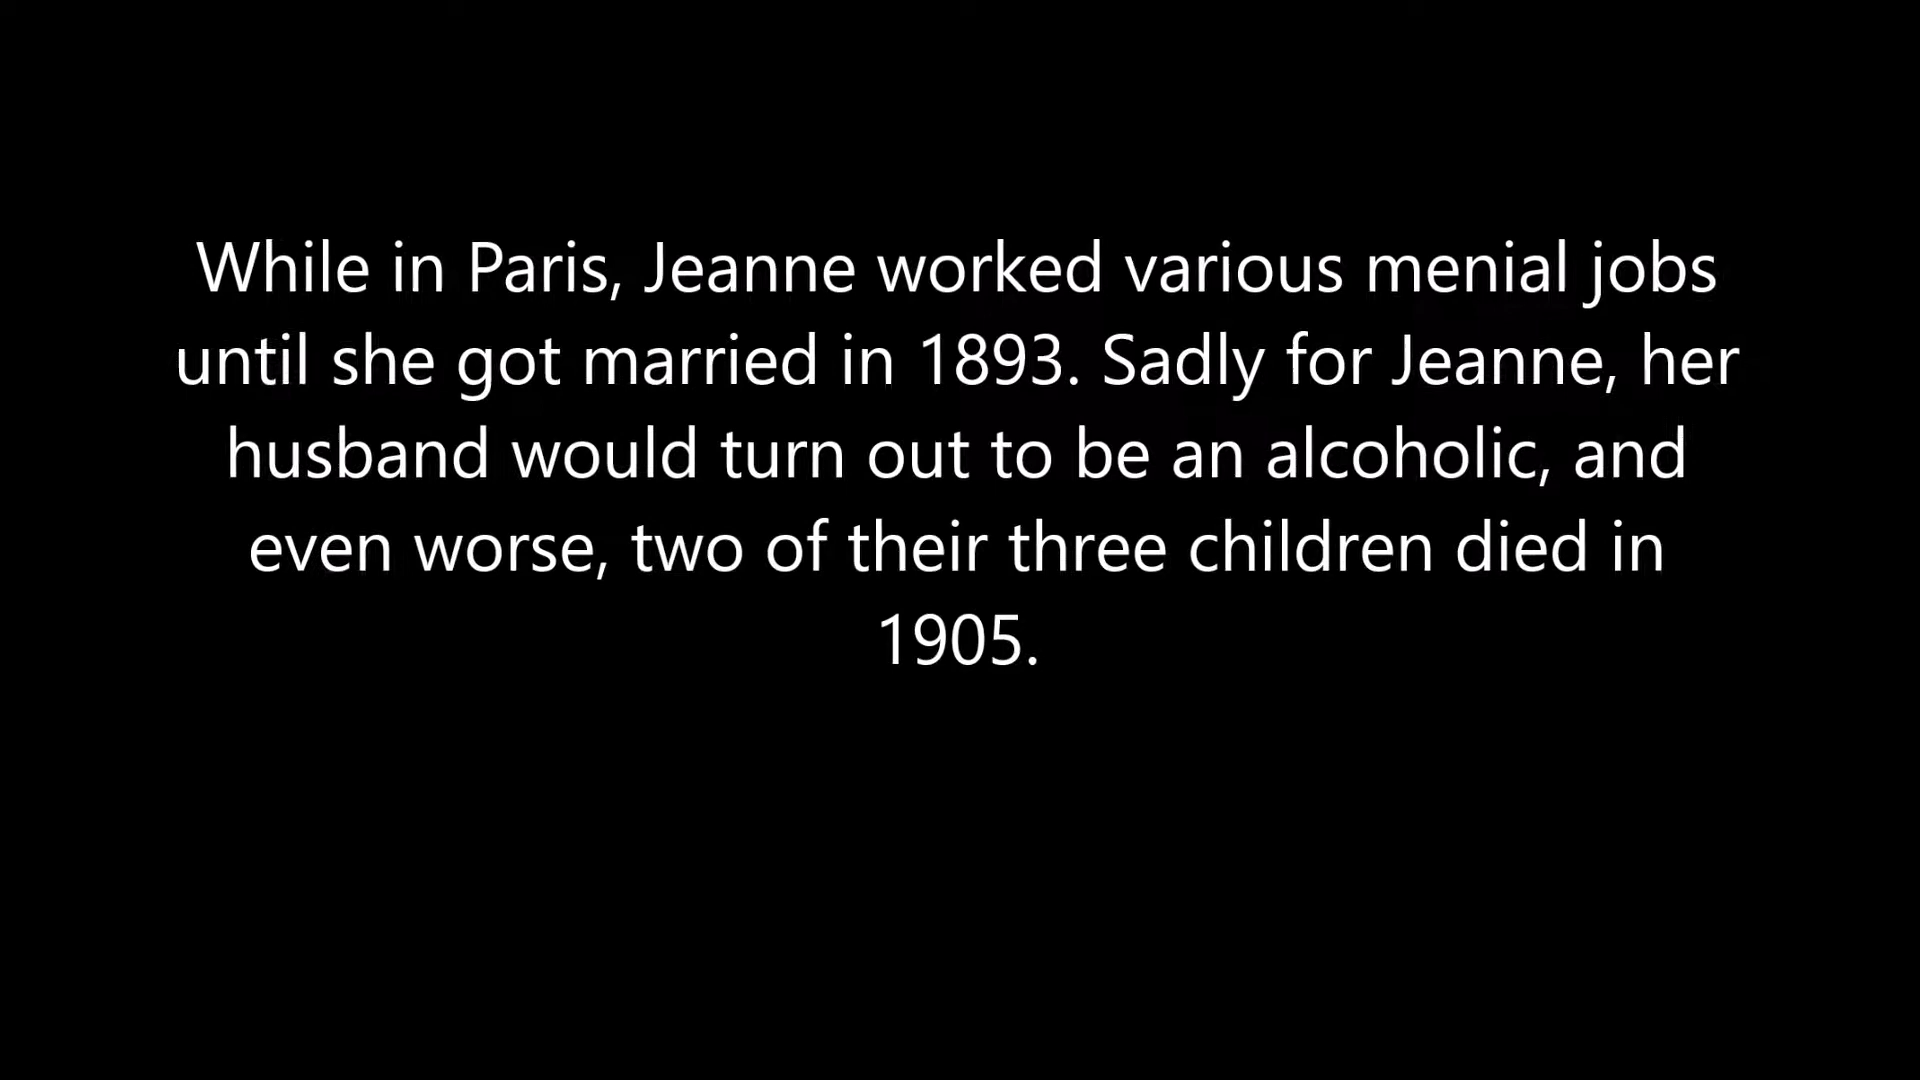 While in Paris, Jeanne worked various menial jobs
until she got married in 1893. Sadly for Jeanne, her
husband would turn out to be an alcoholic, and
even worse, two of their three children died in
1905.